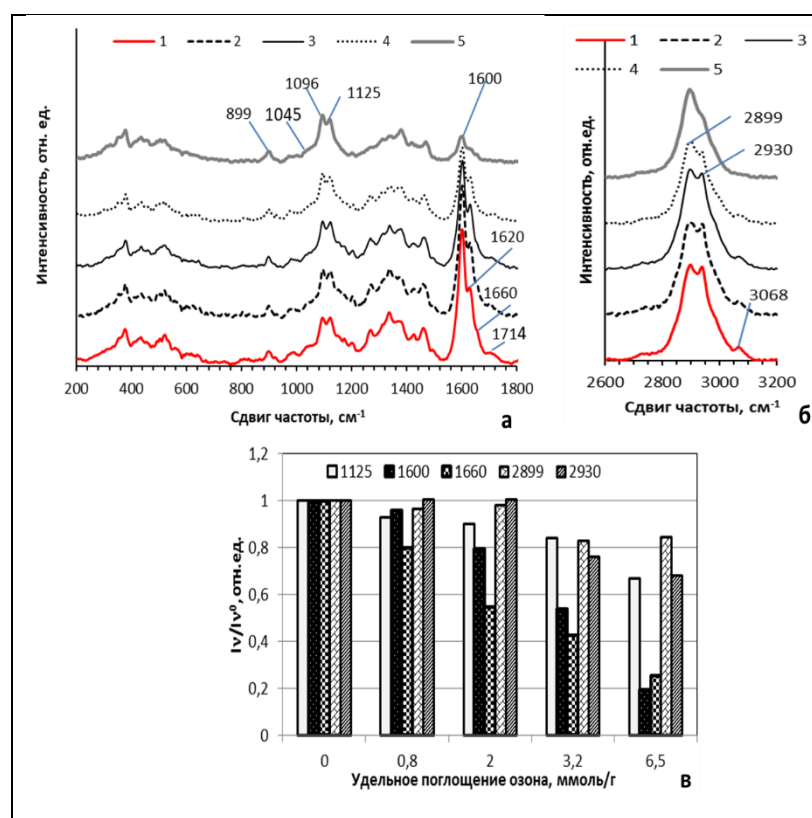 1 2 3 4 5
1096 1125 1600
899 1045
1620
1660
1714
Интенсивность, отн. ед.
200 400 600 800 1000 1200 1400 1600 1800
Сдвиг частоты, см-1
а
1 2 3
4 5
2899
2930
3068
Интенсивность, отн.ед.
2600 2800 3000 3200
Сдвиг частоты, см-1
б
1,2
1
0,8
0,6
0,4
0,2
0
1125 1600 1660 2899 2930
Iν/Iν⁰, отн.ед.
0 0,8 2 3,2 6,5
Удельное поглощение озона, ммоль/г
в